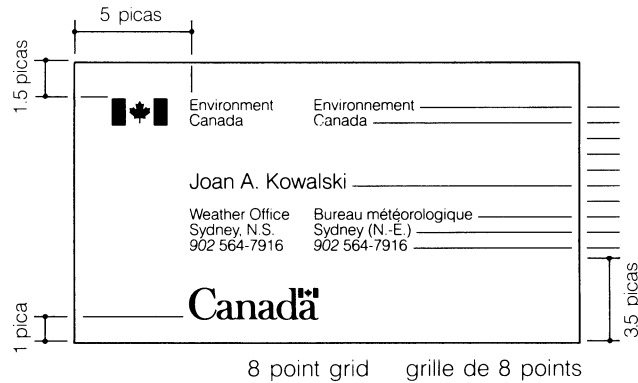 5 picas
1.5 picas
Environment Environnement
Canada Canada
Joan A. Kowalski
Weather Office Bureau météorologique
Sydney, N.S. Sydney (N.-É.)
902 564-7916 902 564-7916
Canada
1 pica
3.5 picas
8 point grid grille de 8 points